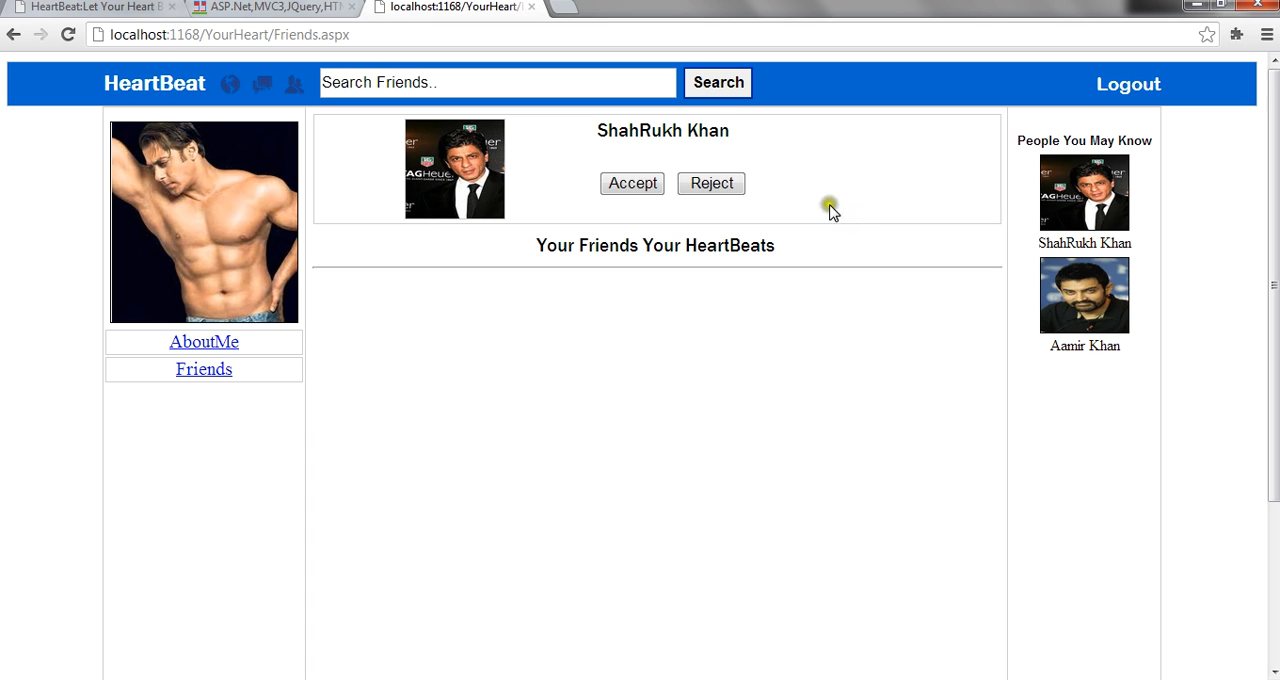 HeartBeat:Let Your Heart B
ASP.Net,MVC3,JQuery,HTM
localhost:1168/YourHeart/
localhost:1168/YourHeart/Friends.aspx
HeartBeat
Search Friends..
Search
Logout
ShahRukh Khan
Accept
Reject
Your Friends Your HeartBeats
AboutMe
Friends
People You May Know
ShahRukh Khan
Aamir Khan